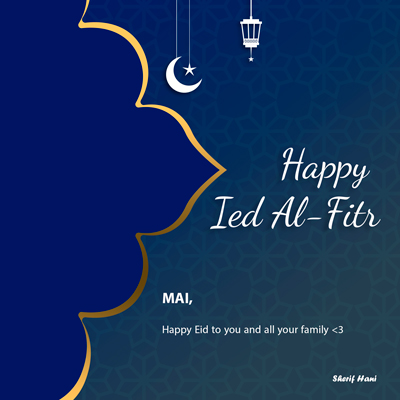 Happy
Ied Al-Fitr
MAI,
Happy Eid to you and all your family <3
Sherif Hani